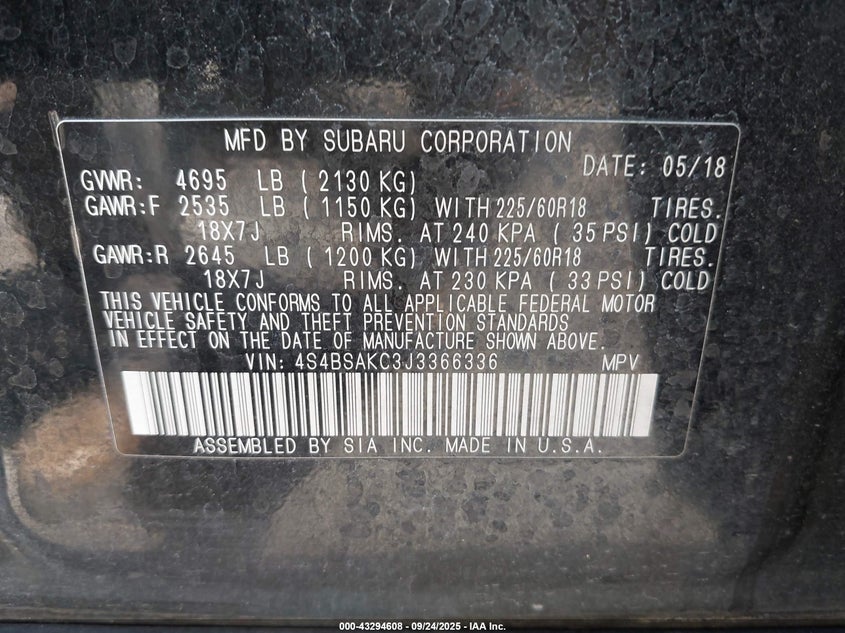 MFD BY SUBARU CORPORATION
DATE: 05/18
GVWR: 4695 LB ( 2130 KG)
GAWR:F 2535 LB ( 1150 KG) WITH 225/60R18 TIRES.
18X7J RIMS. AT 240 KPA ( 35 PSI) COLD
GAWR:R 2645 LB ( 1200 KG) WITH 225/60R18 TIRES.
18X7J RIMS. AT 230 KPA ( 33 PSI) COLD
THIS VEHICLE CONFORMS TO ALL APPLICABLE FEDERAL MOTOR
VEHICLE SAFETY AND THEFT PREVENTION STANDARDS
IN EFFECT ON THE DATE OF MANUFACTURE SHOWN ABOVE.
VIN: 4S4BSAKC3J3366336 MPV
ASSEMBLED BY SIA INC. MADE IN U.S.A.
000-43294608 - 09/24/2025 - IAA Inc.